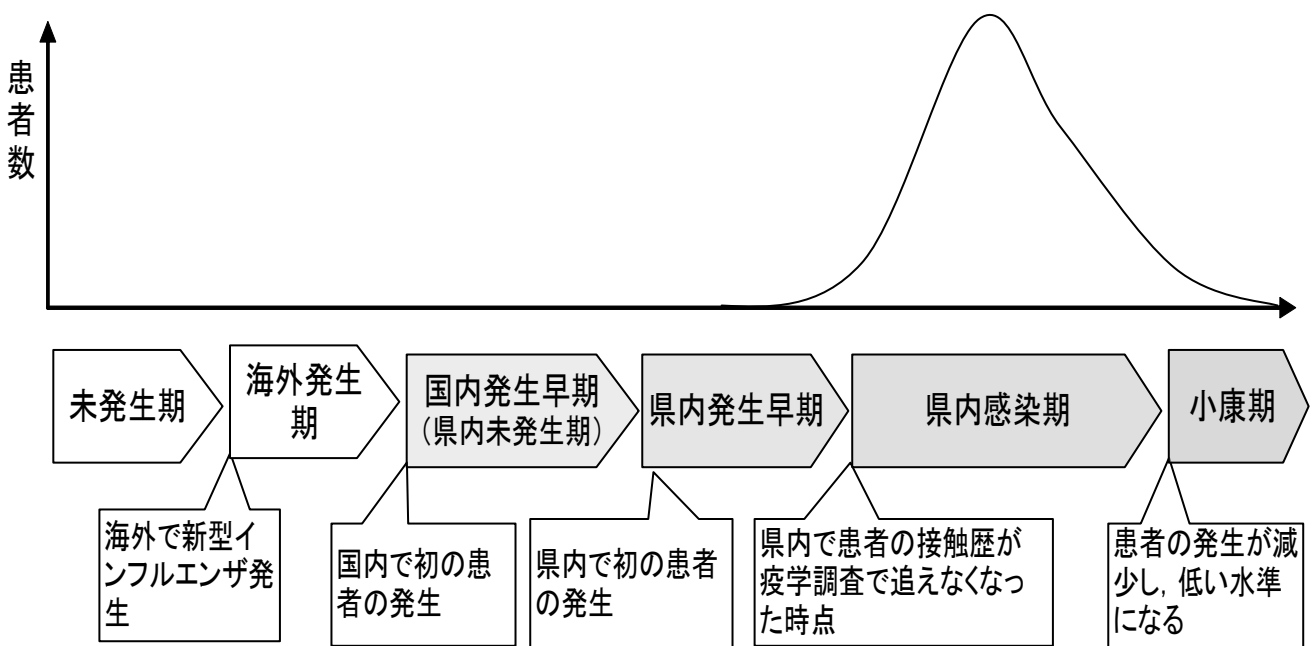 患者数
未発生期
海外発生
期
国内発生早期
（県内未発生期）
県内発生早期
県内感染期
小康期
海外で新型イ
ンフルエンザ発
生
国内で初の患
者の発生
県内で初の患者
の発生
県内で患者の接触歴が
疫学調査で追えなくなっ
た時点
患者の発生が減
少し，低い水準
になる